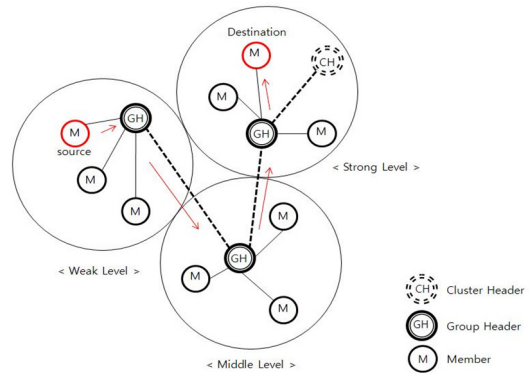 Destination
M
CH
M
GH
M
< Strong Level >
GH
M
source
M
M
< Weak Level >
M
GH
M
M
< Middle Level >
CH Cluster Header
GH Group Header
M Member